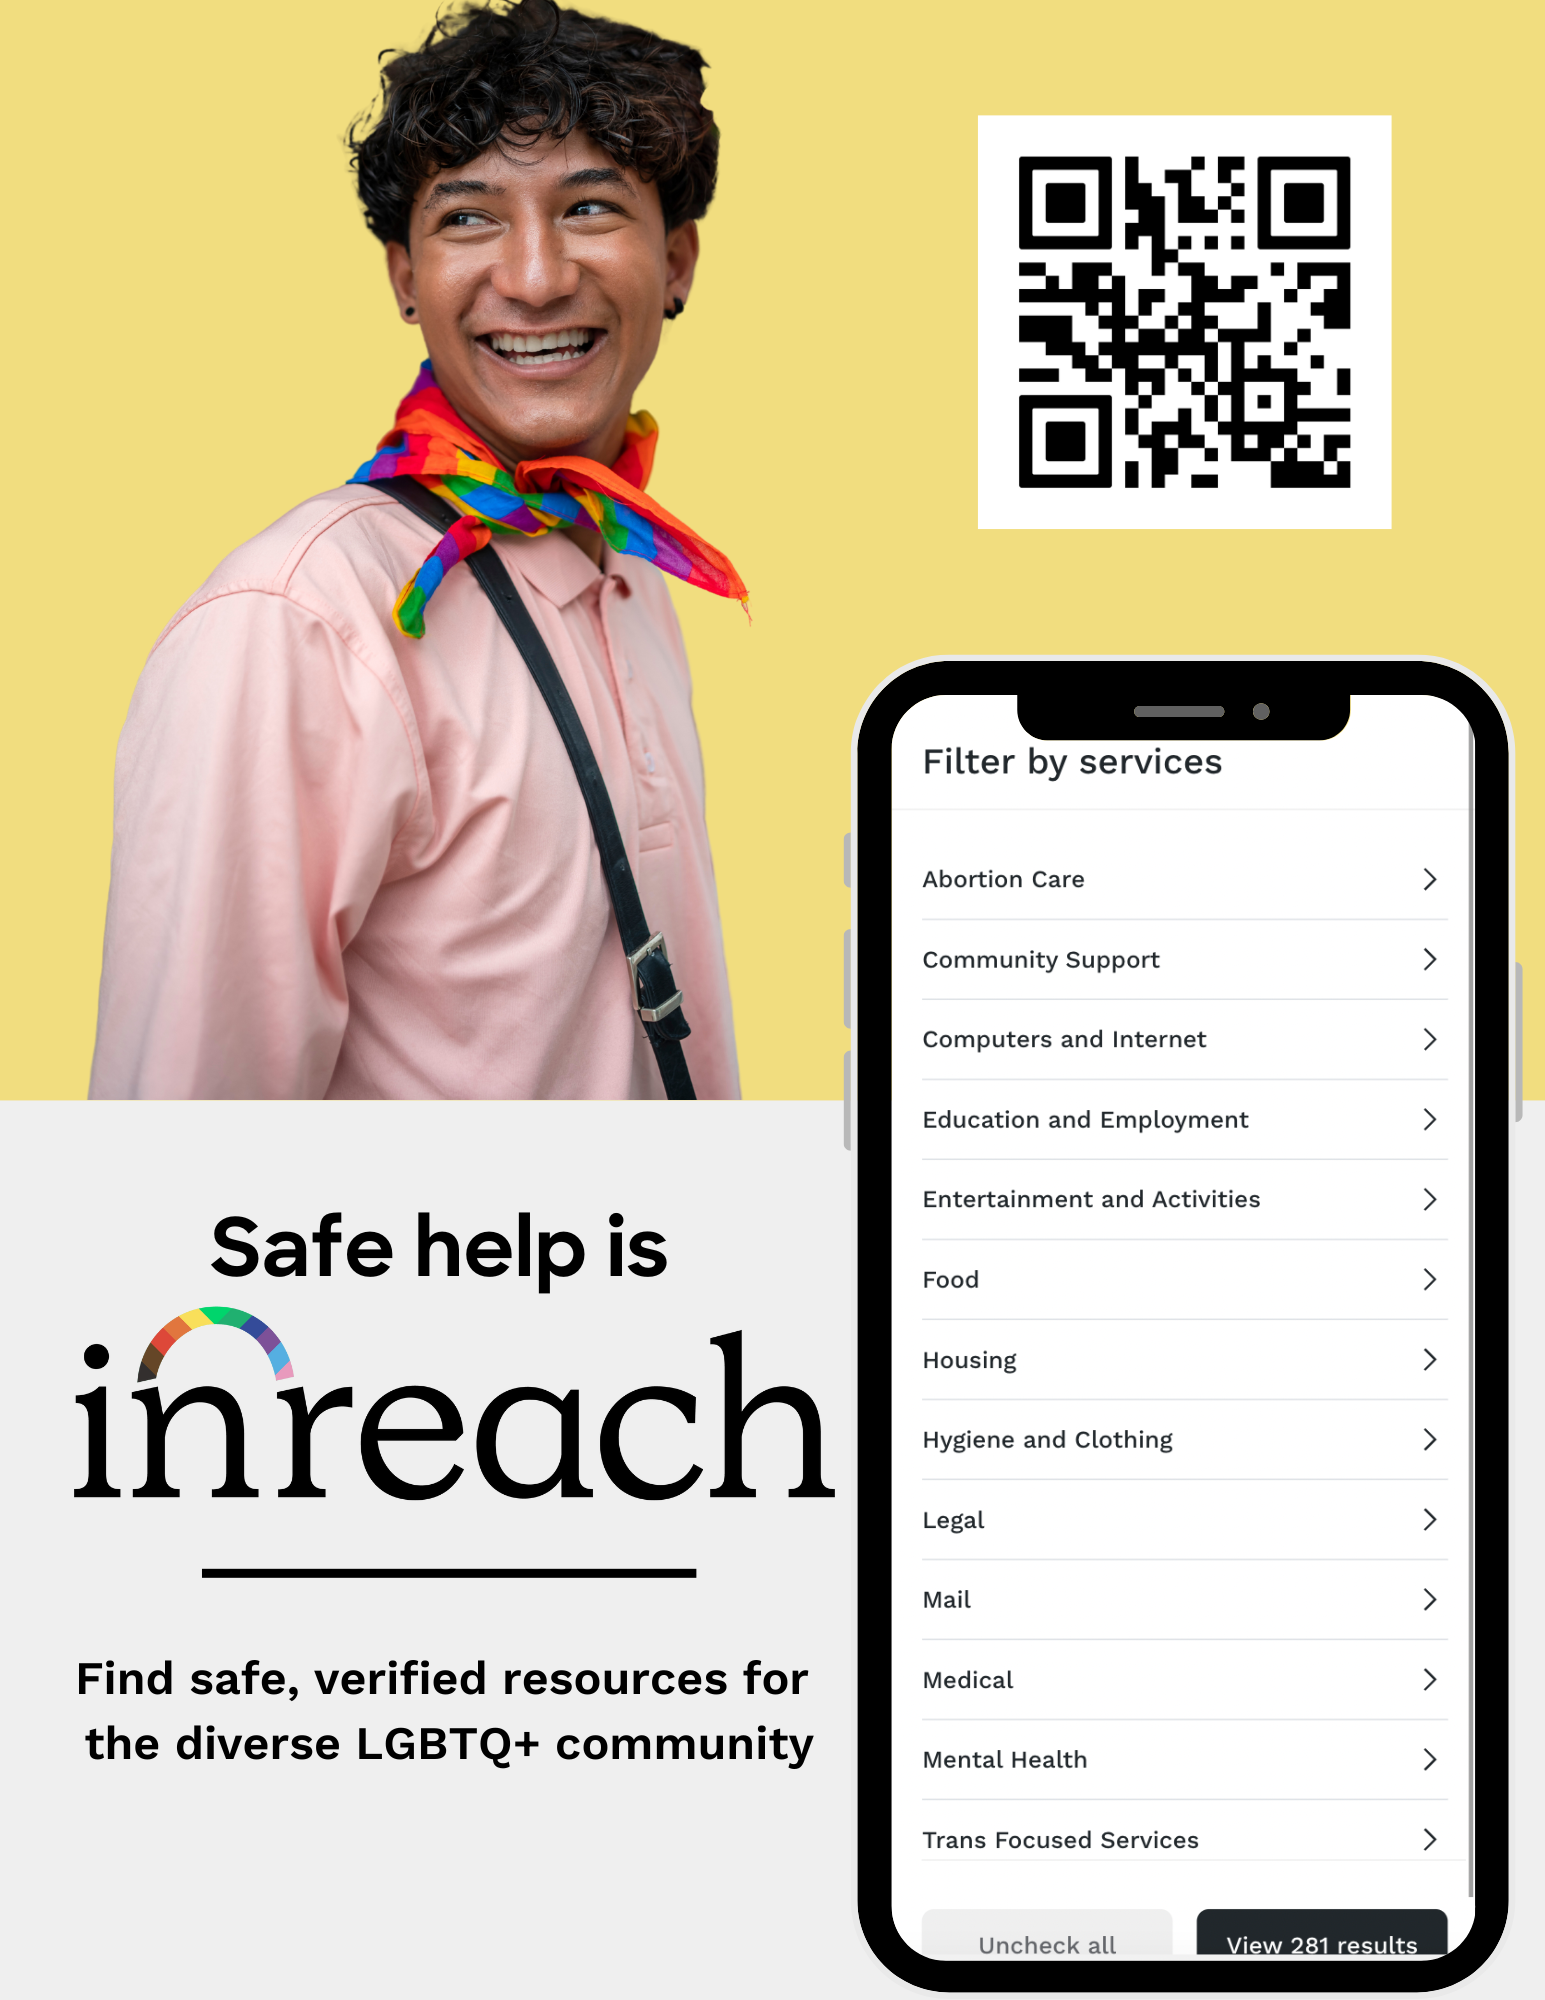 Safe help is
inreach
Find safe, verified resources for
the diverse LGBTQ+ community
Filter by services
Abortion Care
Community Support
Computers and Internet
Education and Employment
Entertainment and Activities
Food
Housing
Hygiene and Clothing
Legal
Mail
Medical
Mental Health
Trans Focused Services
Uncheck all
View 281 results